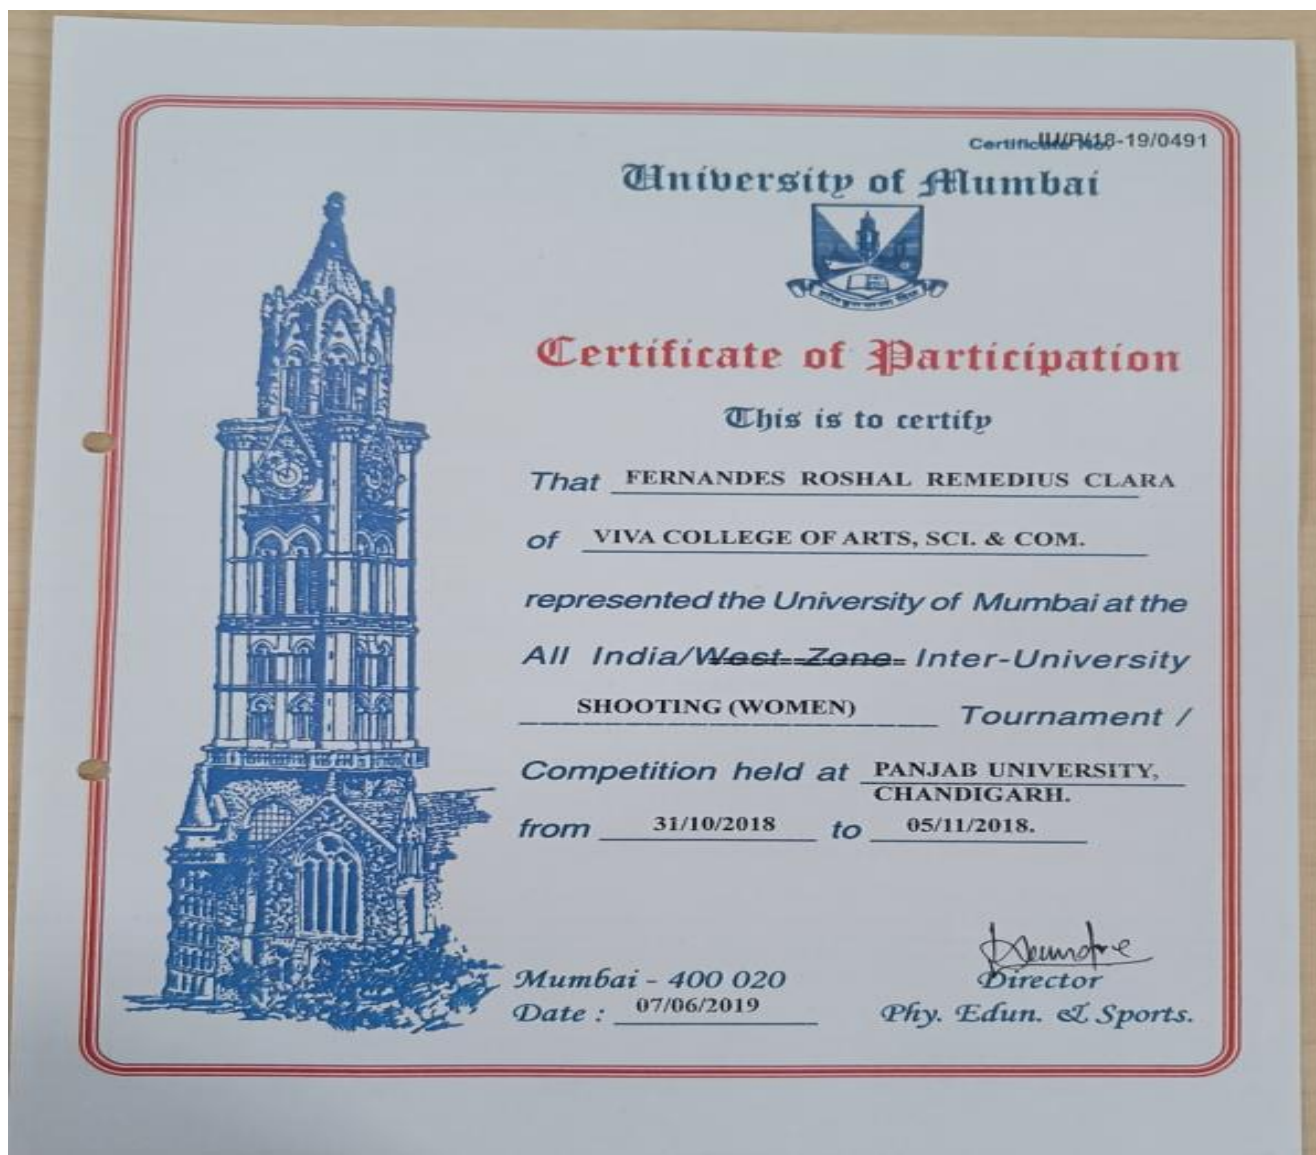 Certificate No. IU/P/18-19/0491
University of Mumbai
Certificate of Participation
This is to certify
That FERNANDES ROSHAL REMEDIUS CLARA
of VIVA COLLEGE OF ARTS, SCI. & COM.
represented the University of Mumbai at the
All India/West Zone Inter-University
SHOOTING (WOMEN) Tournament /
Competition held at PANJAB UNIVERSITY,
CHANDIGARH.
from 31/10/2018 to 05/11/2018.
Mumbai - 400 020
Director
Date : 07/06/2019
Phy. Edun. & Sports.